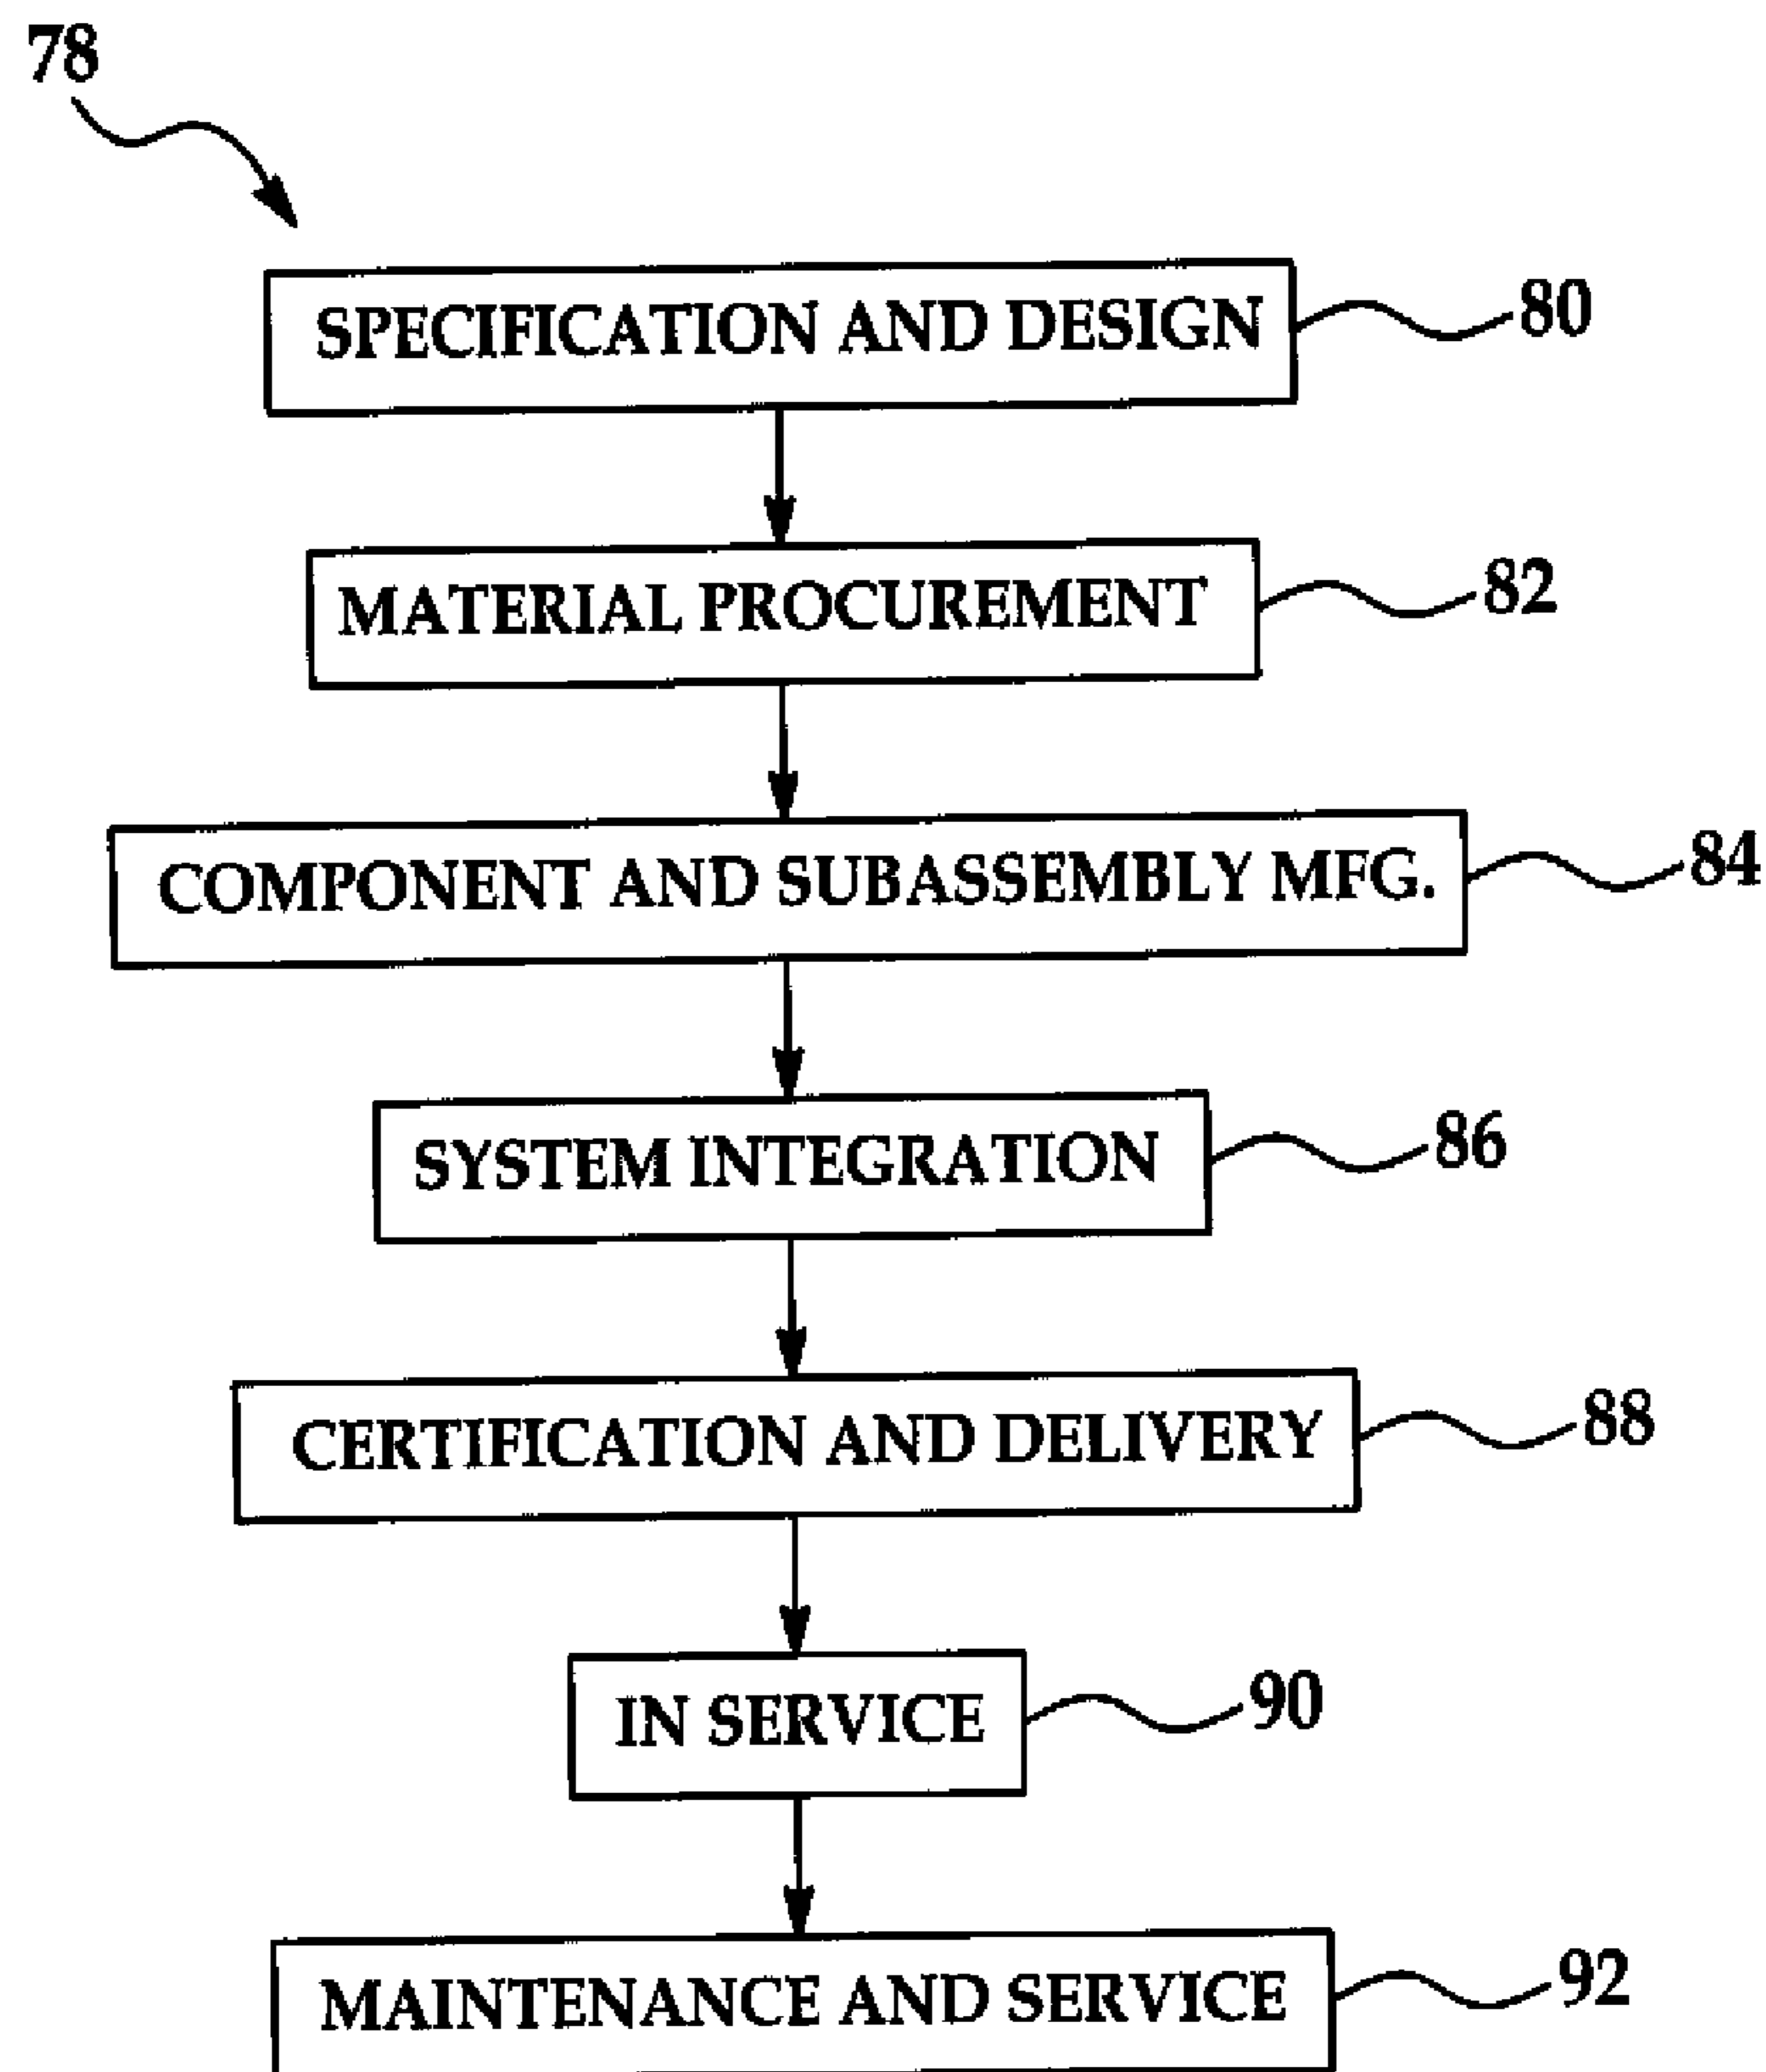 78
SPECIFICATION AND DESIGN 80
MATERIAL PROCUREMENT 82
COMPONENT AND SUBASSEMBLY MFG. 84
SYSTEM INTEGRATION 86
CERTIFICATION AND DELIVERY 88
IN SERVICE 90
MAINTENANCE AND SERVICE 92